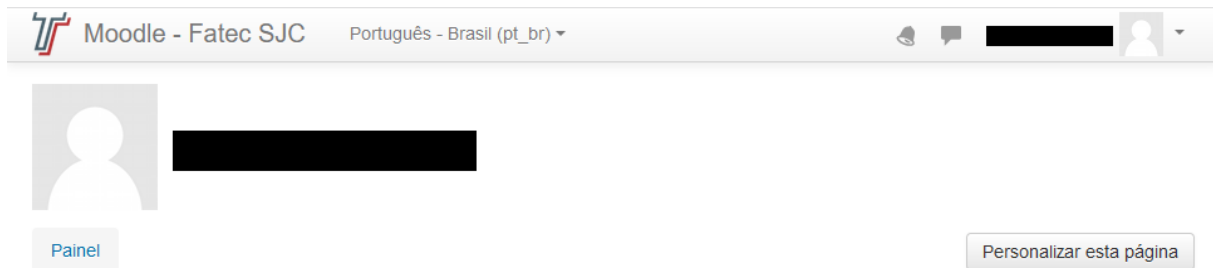 Moodle - Fatec SJC Português - Brasil (pt_br)
Painel Personalizar esta página